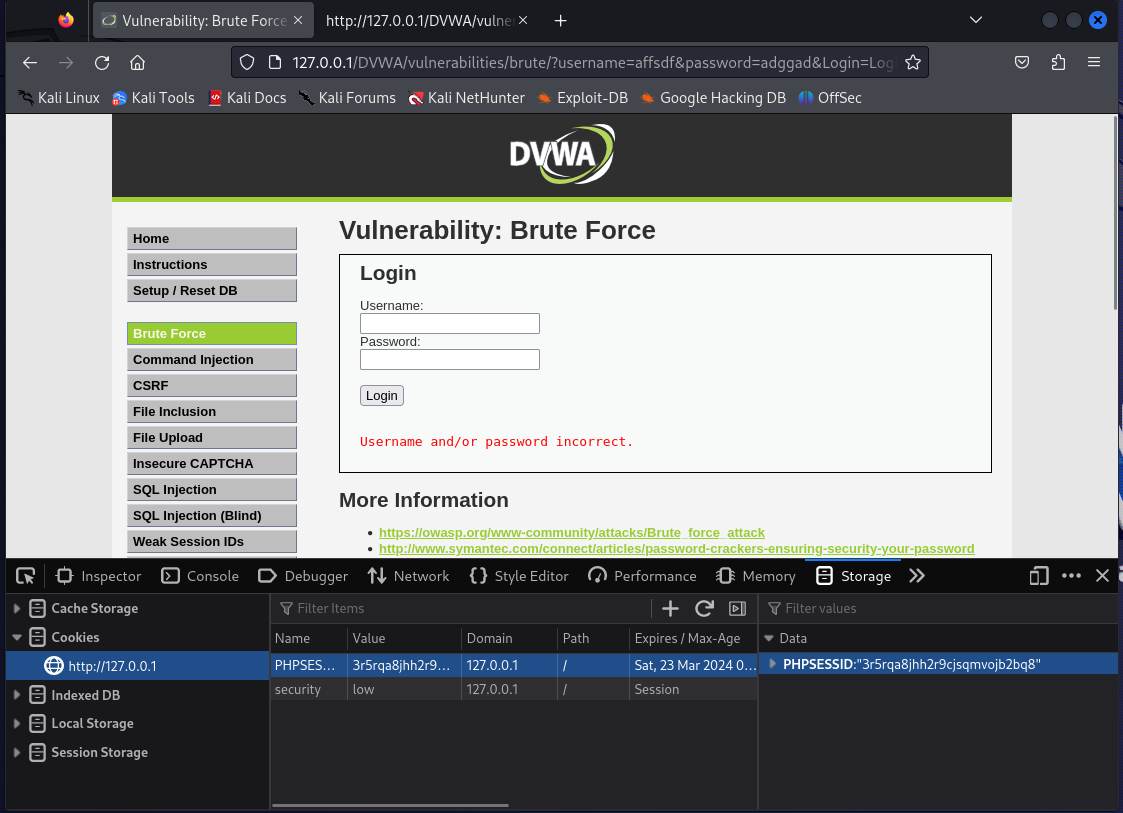 Vulnerability: Brute Force
http://127.0.0.1/DVWA/vulne
127.0.0.1/DVWA/vulnerabilities/brute/?username=affsdf&password=adggad&Login=Log
Kali Linux Kali Tools Kali Docs Kali Forums Kali NetHunter Exploit-DB Google Hacking DB OffSec
DVWA
Home
Instructions
Setup / Reset DB
Brute Force
Command Injection
CSRF
File Inclusion
File Upload
Insecure CAPTCHA
SQL Injection
SQL Injection (Blind)
Weak Session IDs
Vulnerability: Brute Force
Login
Username:
Password:
Login
Username and/or password incorrect.
More Information
https://owasp.org/www-community/attacks/Brute_force_attack
http://www.symantec.com/connect/articles/password-crackers-ensuring-security-your-password
Inspector Console Debugger Network Style Editor Performance Memory Storage
Cache Storage
Cookies
http://127.0.0.1
Indexed DB
Local Storage
Session Storage
Filter Items
Name Value Domain Path Expires / Max-Age
PHPSES... 3r5rqa8jhh2r9... 127.0.0.1 / Sat, 23 Mar 2024 0...
security low 127.0.0.1 / Session
Filter values
Data
PHPSESSID:"3r5rqa8jhh2r9cjsqmvojb2bq8"